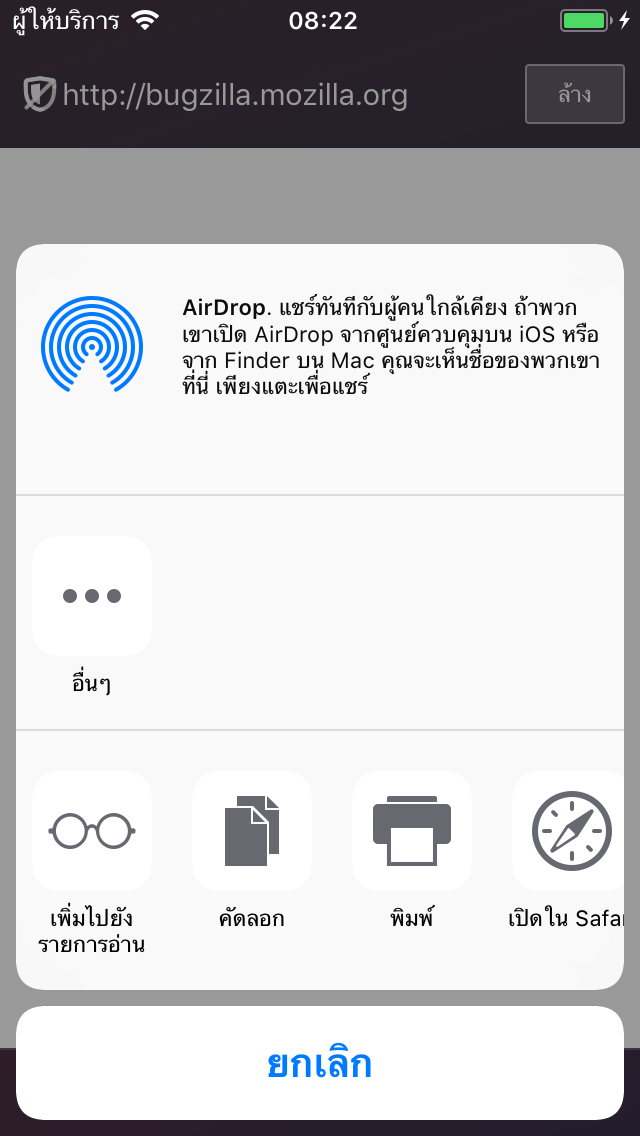 ผู้ให้บริการ 08:22
http://bugzilla.mozilla.org ล้าง
AirDrop. แชร์ทันทีกับผู้คนใกล้เคียง ถ้าพวก
เขาเปิด AirDrop จากศูนย์ควบคุมบน iOS หรือ
จาก Finder บน Mac คุณจะเห็นชื่อของพวกเขา
ที่นี่ เพียงแตะเพื่อแชร์
อื่นๆ
เพิ่มไปยัง
รายการอ่าน
คัดลอก
พิมพ์
เปิดใน Safa
ยกเลิก